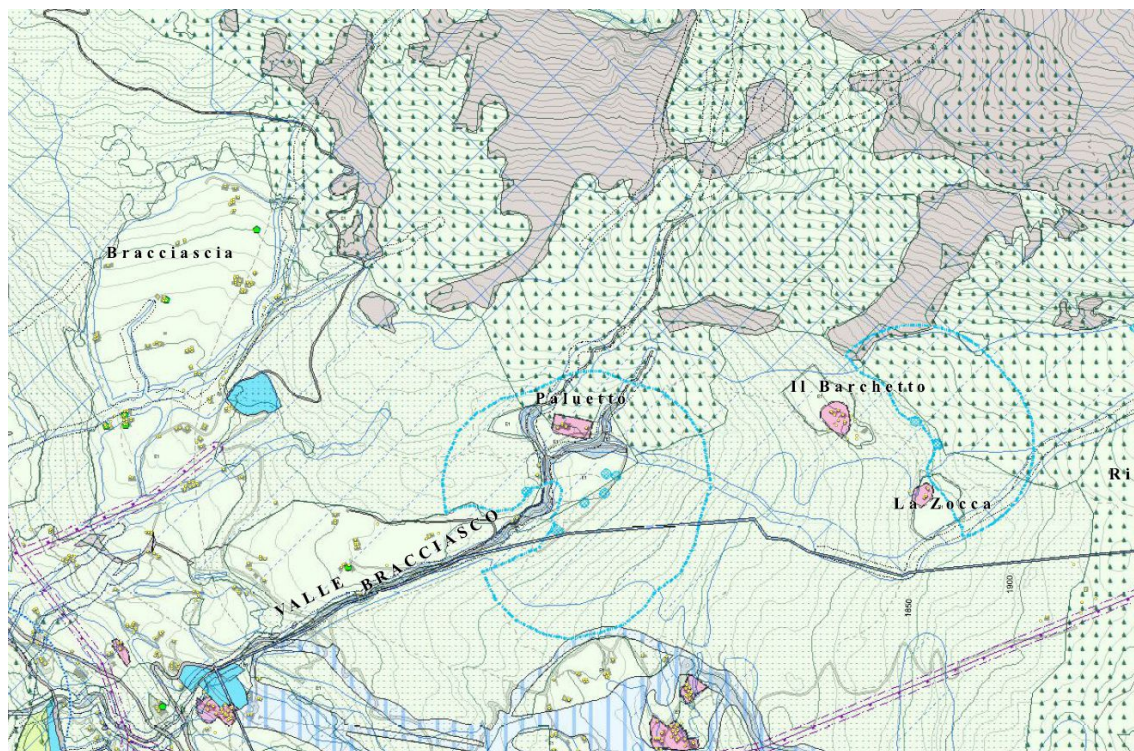 Bracciascia
Il Barchetto
Paluetto
Ri
La Zocca
VALLE BRACCIASCO
1850
1900